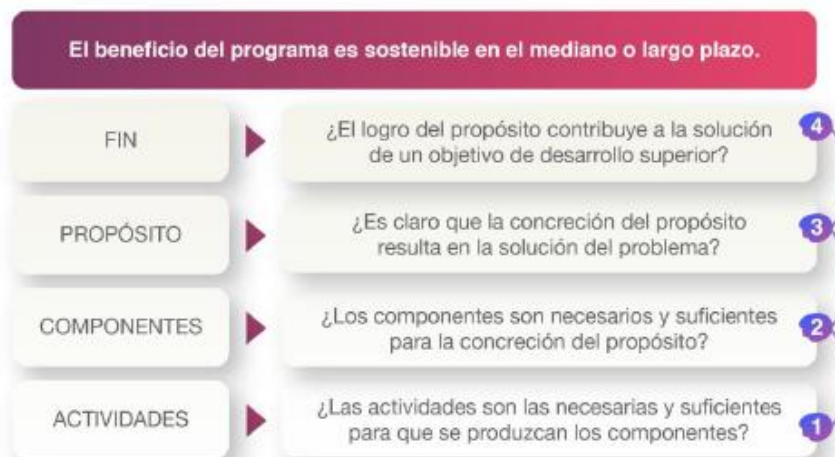 El beneficio del programa es sostenible en el mediano o largo plazo.
FIN
¿El logro del propósito contribuye a la solución
de un objetivo de desarrollo superior?
4
PROPÓSITO
¿Es claro que la concreción del propósito
resulta en la solución del problema?
3
COMPONENTES
¿Los componentes son necesarios y suficientes
para la concreción del propósito?
2
ACTIVIDADES
¿Las actividades son las necesarias y suficientes
para que se produzcan los componentes?
1